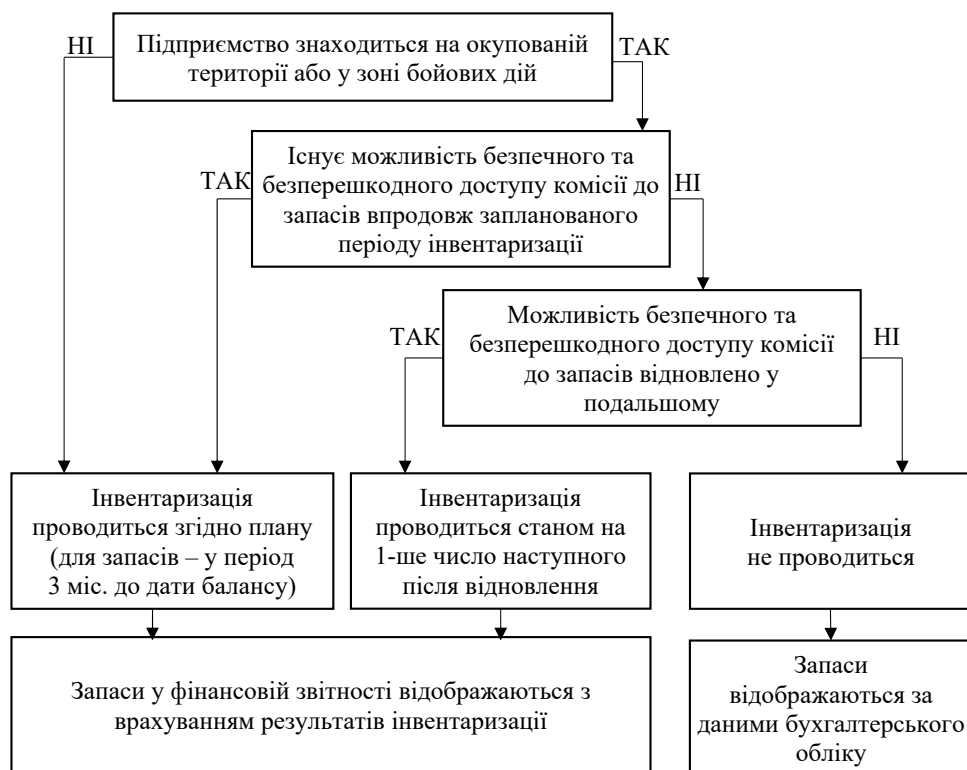 НІ
Підприємство знаходиться на окупованій
території або у зоні бойових дій
ТАК
Існує можливість безпечного та
безперешкодного доступу комісії до
запасів впродовж запланованого
періоду інвентаризації
ТАК
НІ
Можливість безпечного та
безперешкодного доступу комісії
до запасів відновлено у
подальшому
ТАК
НІ
Інвентаризація
проводиться згідно плану
(для запасів – у період
3 міс. до дати балансу)
Інвентаризація
проводиться станом на
1-ше число наступного
після відновлення
Інвентаризація
не проводиться
Запаси у фінансовій звітності відображаються з
врахуванням результатів інвентаризації
Запаси
відображаються за
даними бухгалтерського
обліку